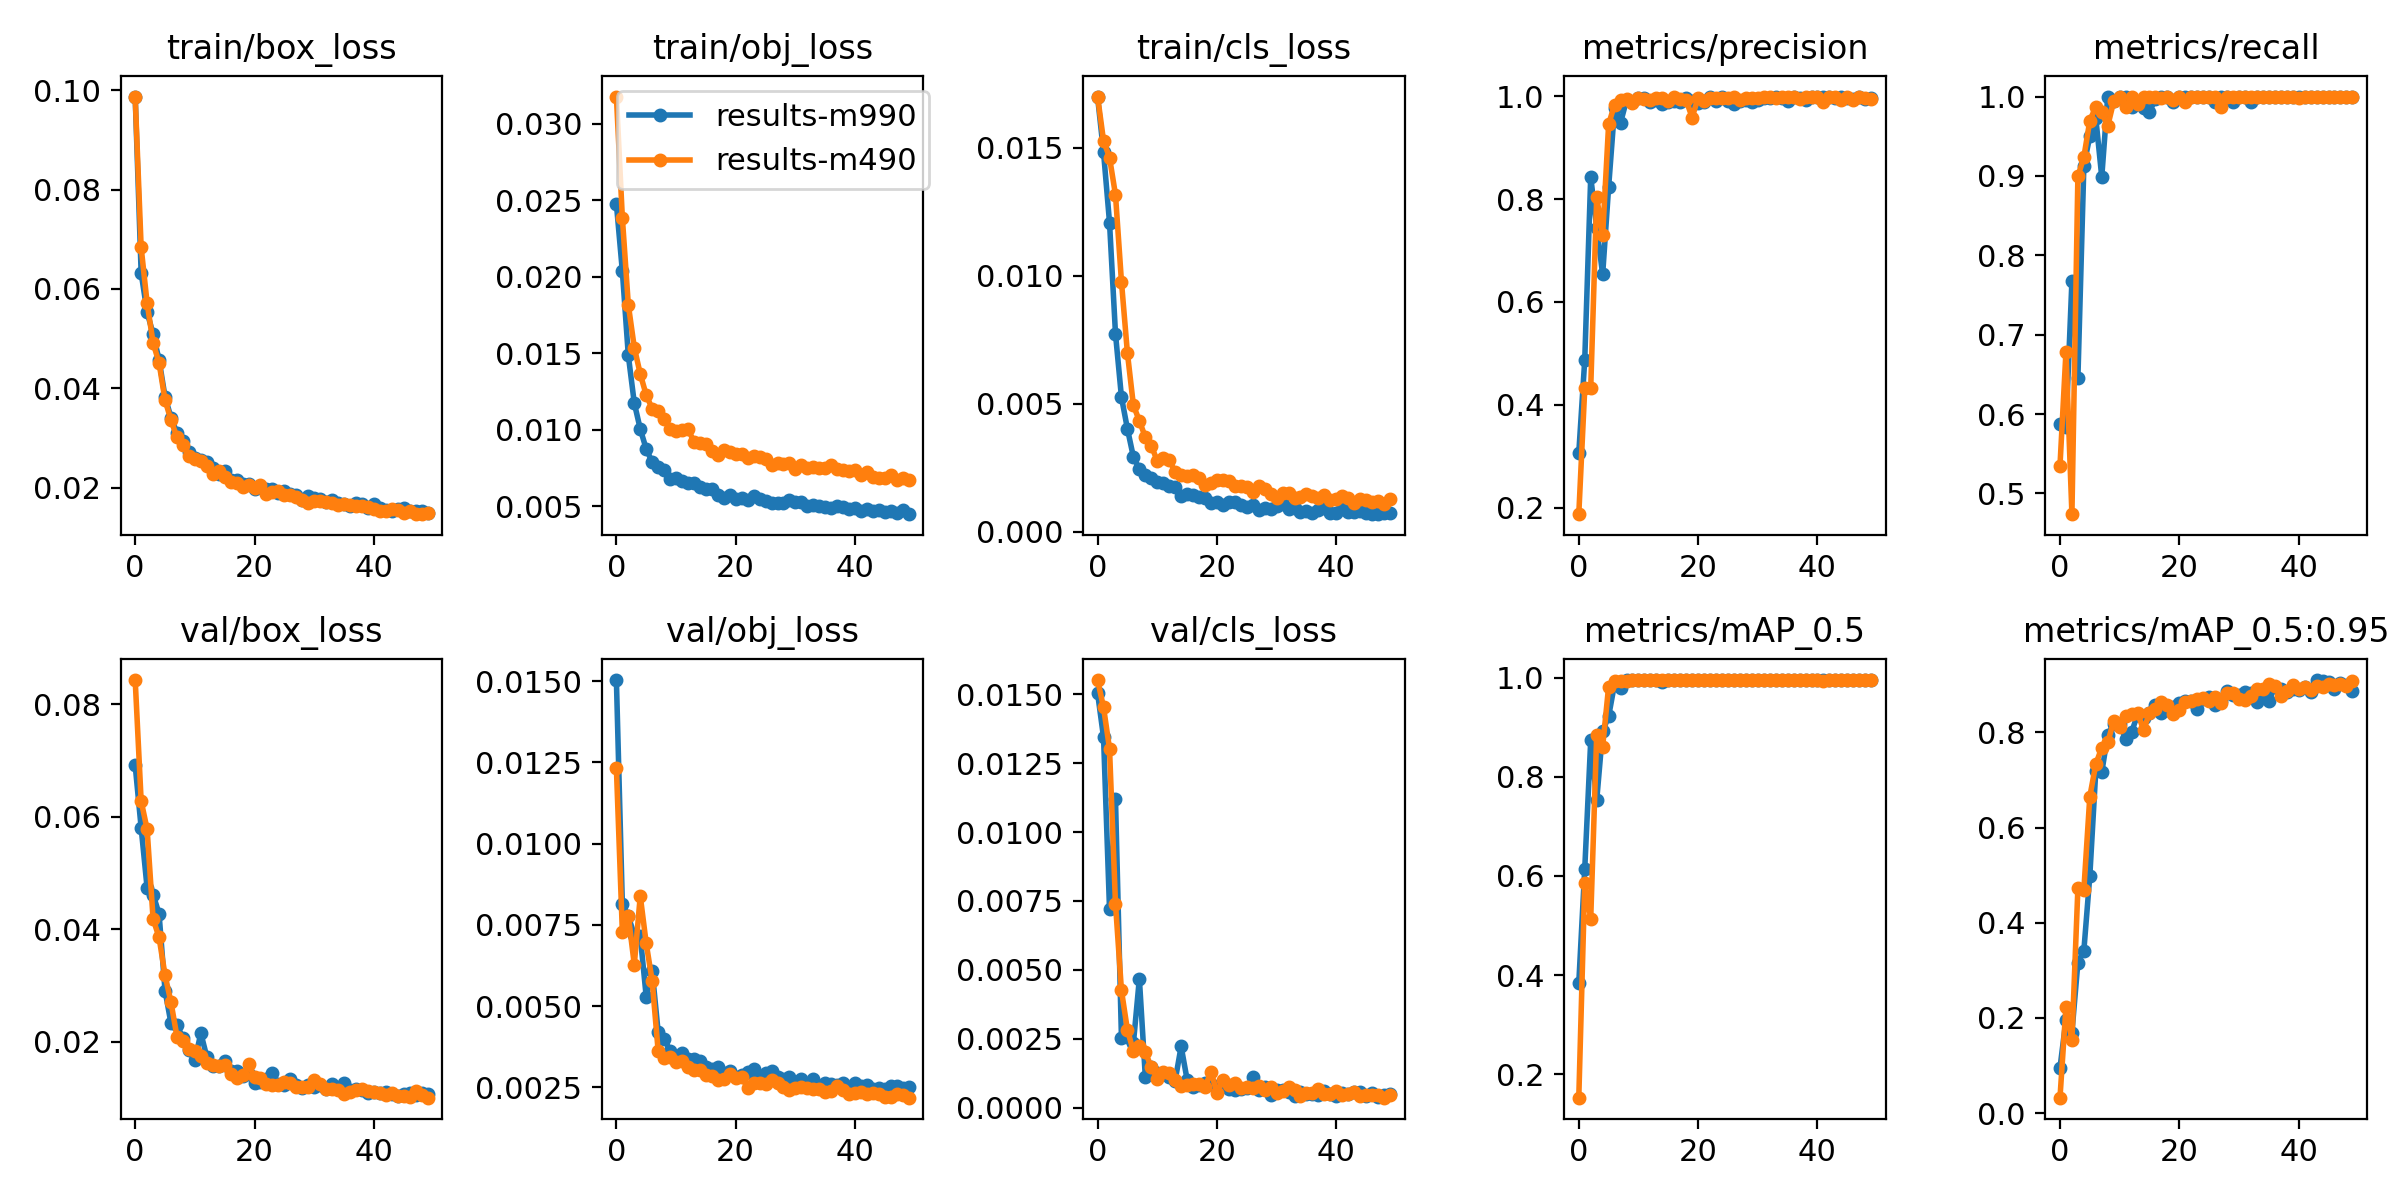 train/box_loss
0.10
0.08
0.06
0.04
0.02
0 20 40
train/obj_loss
0.030
0.025
0.020
0.015
0.010
0.005
0 20 40
results-m990
results-m490
train/cls_loss
0.015
0.010
0.005
0.000
0 20 40
metrics/precision
1.0
0.8
0.6
0.4
0.2
0 20 40
metrics/recall
1.0
0.9
0.8
0.7
0.6
0.5
0 20 40
val/box_loss
0.08
0.06
0.04
0.02
0 20 40
val/obj_loss
0.0150
0.0125
0.0100
0.0075
0.0050
0.0025
0 20 40
val/cls_loss
0.0150
0.0125
0.0100
0.0075
0.0050
0.0025
0.0000
0 20 40
metrics/mAP_0.5
1.0
0.8
0.6
0.4
0.2
0 20 40
metrics/mAP_0.5:0.95
0.8
0.6
0.4
0.2
0.0
0 20 40